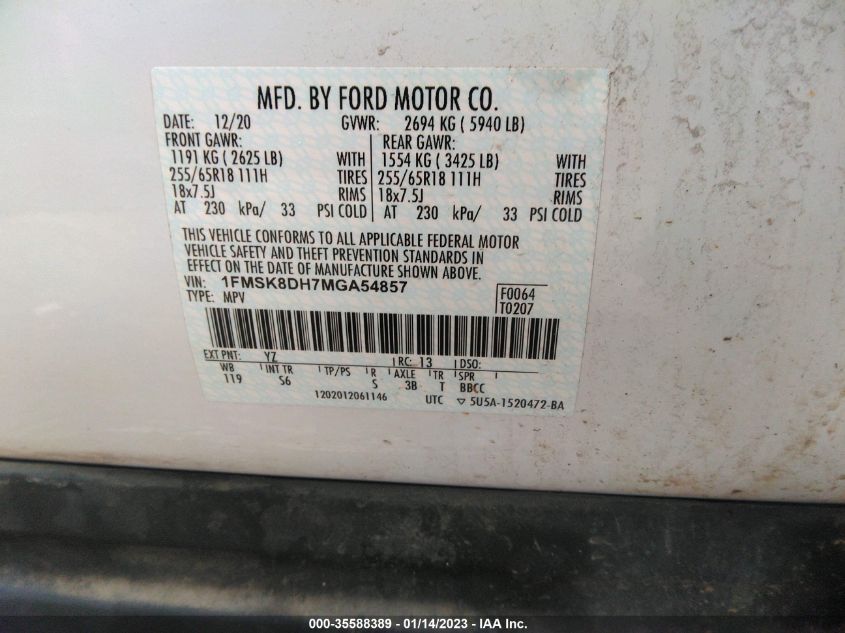 MFD. BY FORD MOTOR CO.
DATE: 12/20 GVWR: 2694 KG ( 5940 LB)
FRONT GAWR: REAR GAWR:
1191 KG ( 2625 LB) WITH 1554 KG ( 3425 LB) WITH
255/65R18 111H TIRES 255/65R18 111H TIRES
18x7.5J RIMS 18x7.5J RIMS
AT 230 kPa/ 33 PSI COLD AT 230 kPa/ 33 PSI COLD
THIS VEHICLE CONFORMS TO ALL APPLICABLE FEDERAL MOTOR
VEHICLE SAFETY AND THEFT PREVENTION STANDARDS IN
EFFECT ON THE DATE OF MANUFACTURE SHOWN ABOVE.
VIN: 1FMSK8DH7MGA54857 F0064
TYPE: MPV T0207
EXT PNT: YZ RC: 13 DSO:
WB INT TR TP/PS R AXLE TR SPR
119 S6 S 3B T BBCC
1202012061146 UTC ▽ 5U5A-1520472-BA
000-35588389 - 01/14/2023 - IAA Inc.